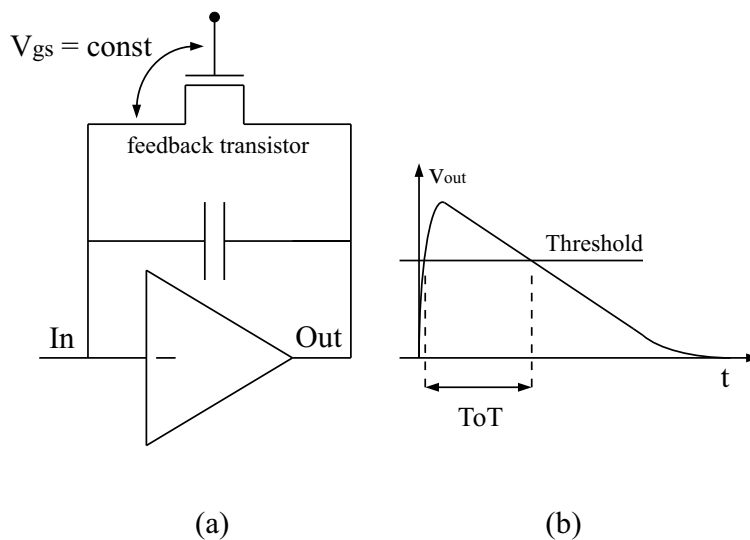 Vgs = const
feedback transistor
In
Out
Vout
Threshold
t
ToT
(a)
(b)